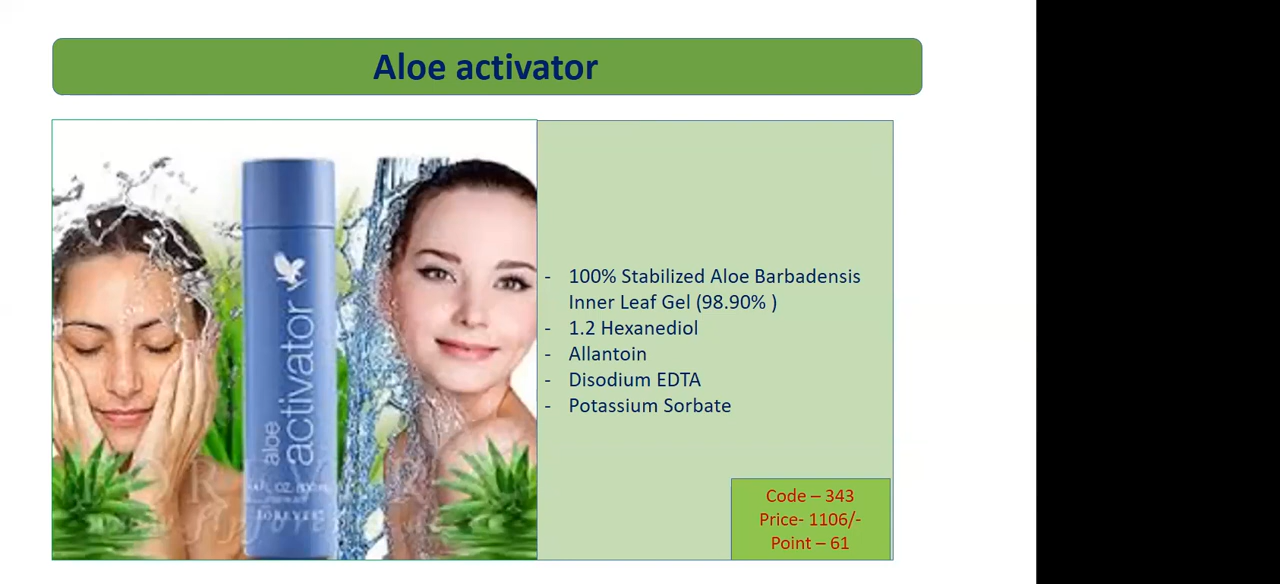 Aloe activator
aloe
activator
FOREVER
- 100% Stabilized Aloe Barbadensis
Inner Leaf Gel (98.90% )
- 1.2 Hexanediol
- Allantoin
- Disodium EDTA
- Potassium Sorbate
Code – 343
Price- 1106/-
Point – 61